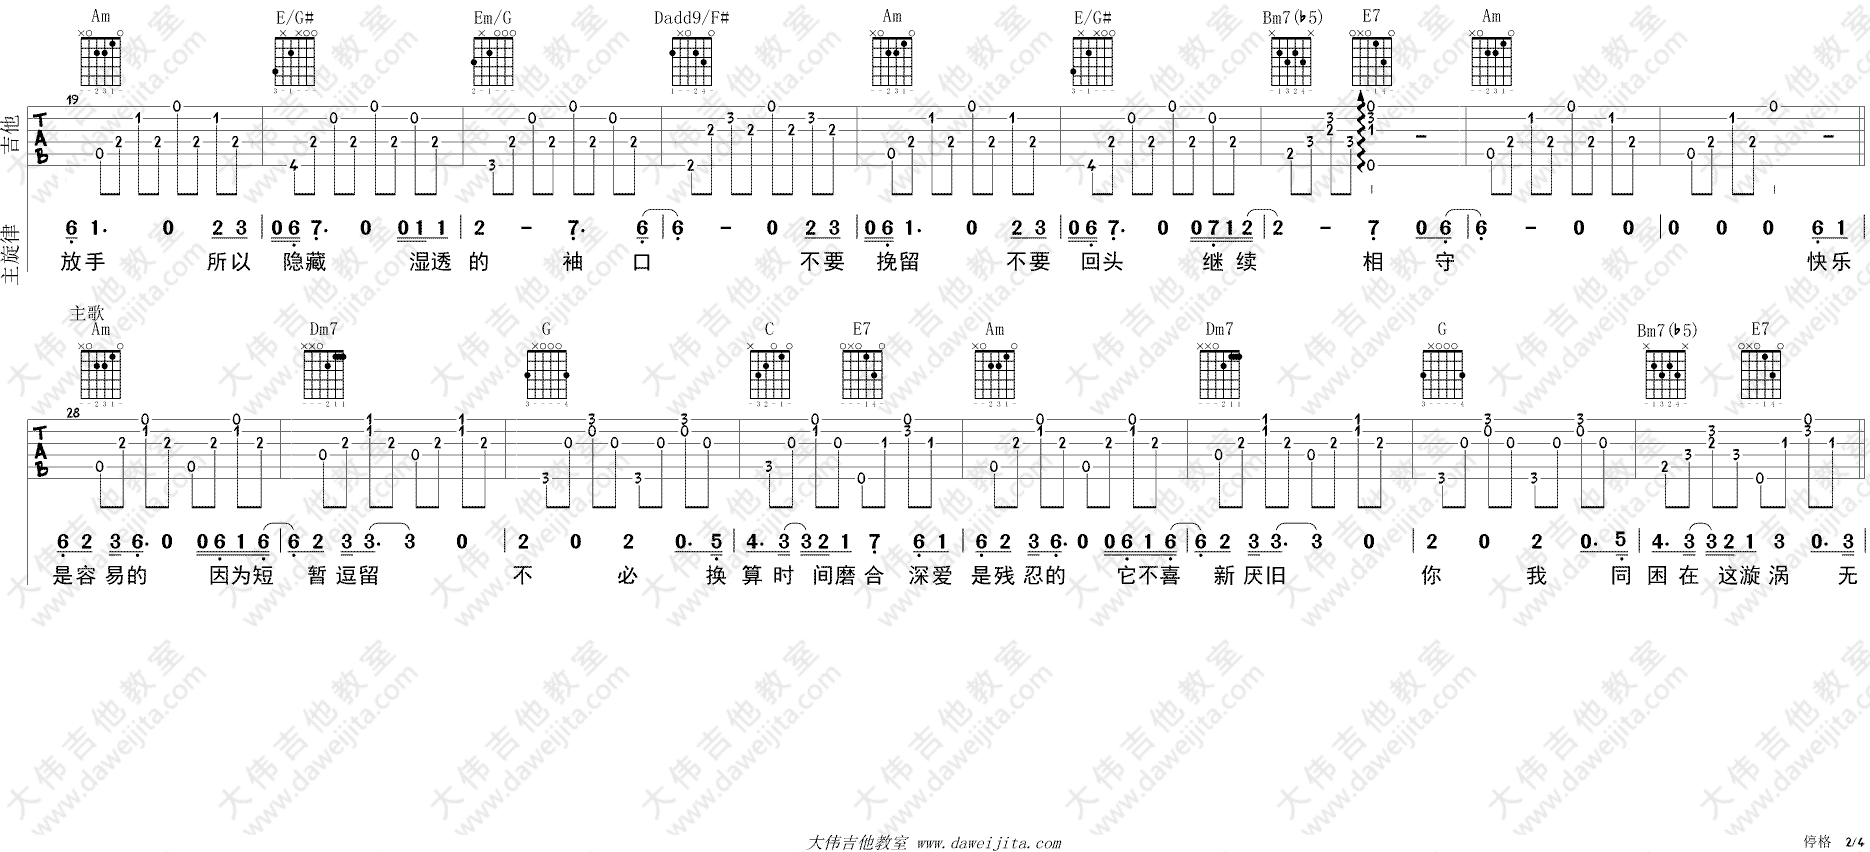 Am E/G# Em/G Dadd9/F# Am E/G# Bm7(♭5) E7 Am
19
吉他
TAB
主旋律
6 1. 0 2 3 | 0 6 7. 0 0 1 1 | 2 - 7. 6 | 6 - 0 2 3 | 0 6 1. 0 2 3 | 0 6 7. 0 0 7 1 2 | 2 - 7 0 6 | 6 - 0 0 | 0 0 0 6 1
放手 所以 隐藏 湿透 的 袖 口 不要 挽留 不要 回头 继续 相 守 快乐
主歌
Am Dm7 G C E7 Am Dm7 G Bm7(♭5) E7
28
TAB
6 2 3 6. 0 0 6 1 6 | 6 2 3 3. 3 0 | 2 0 2 0. 5 | 4. 3 3 2 1 7 6 1 | 6 2 3 6. 0 0 6 1 6 | 6 2 3 3. 3 0 | 2 0 2 0. 5 | 4. 3 3 2 1 3 0. 3
是容 易的 因为短 暂 逗留 不 必 换 算 时 间磨 合 深爱 是残 忍的 它不喜 新 厌旧 你 我 同 困 在 这漩 涡 无
大伟吉他教室 www.daweijita.com
停格 2/4